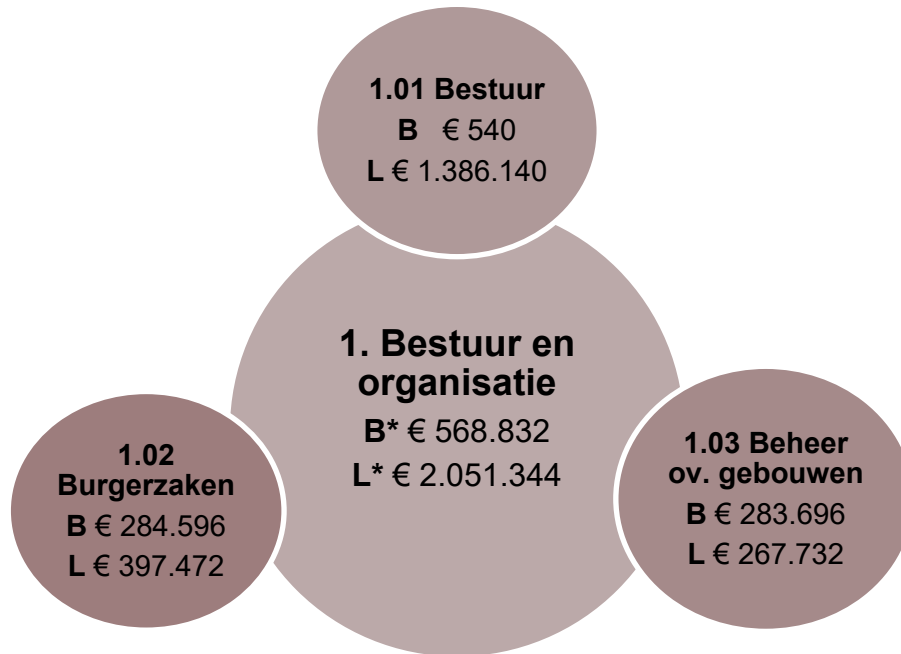 1.01 Bestuur
B € 540
L € 1.386.140
1. Bestuur en
organisatie
B* € 568.832
L* € 2.051.344
1.02
Burgerzaken
B € 284.596
L € 397.472
1.03 Beheer
ov. gebouwen
B € 283.696
L € 267.732